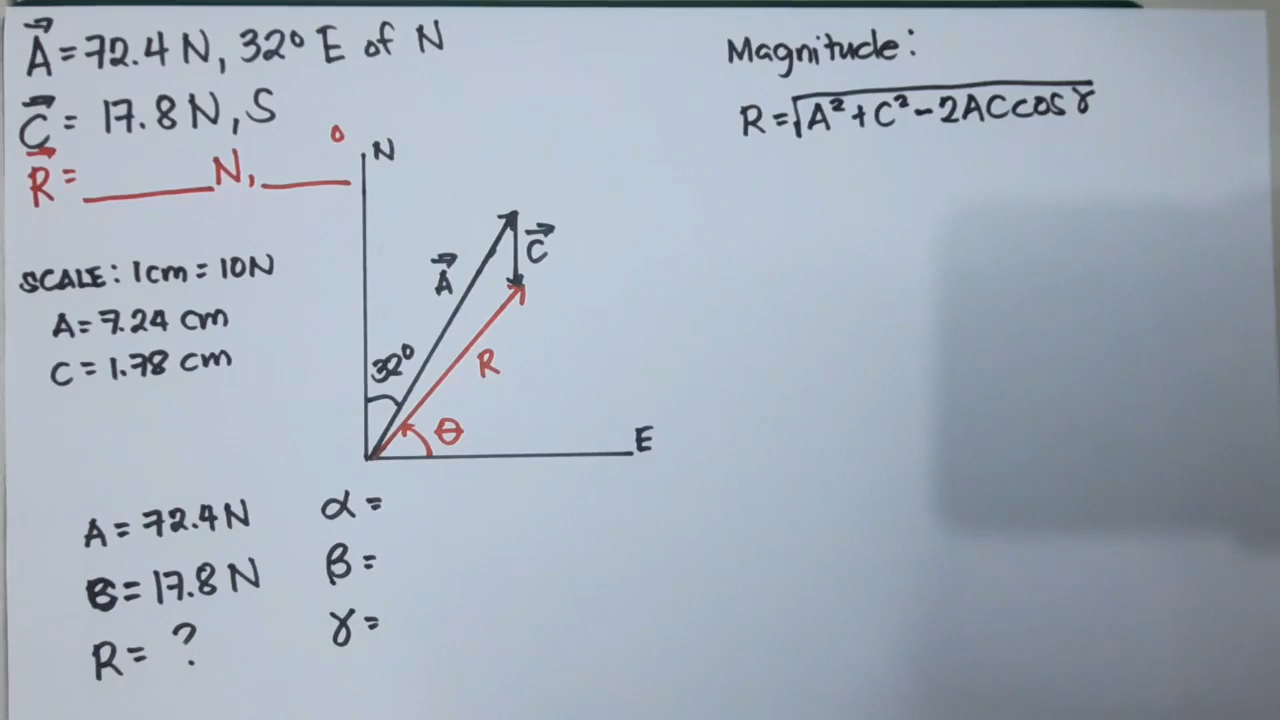 A⃗ = 72.4 N, 32° E of N
C⃗ = 17.8 N, S
R⃗ = ______ N, ____°
SCALE: 1cm = 10N
A = 7.24 cm
C = 1.78 cm
N
A⃗
C⃗
32°
R
θ
E
A = 72.4 N
C = 17.8 N
R = ?
α =
β =
γ =
Magnitude:
R = √A² + C² - 2AC cos γ